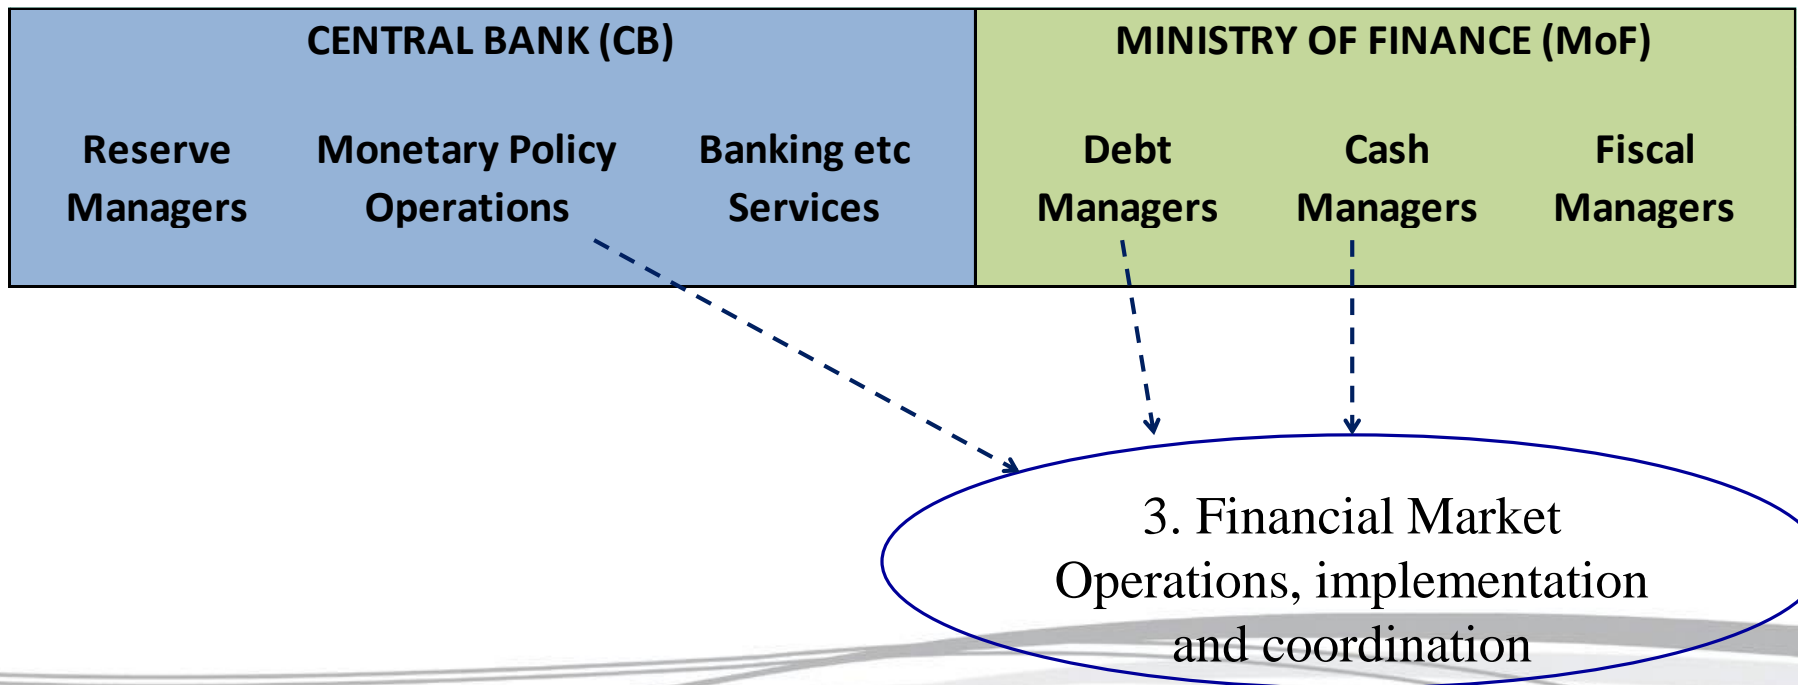 CENTRAL BANK (CB)
Reserve
Managers
Monetary Policy
Operations
Banking etc
Services
MINISTRY OF FINANCE (MoF)
Debt
Managers
Cash
Managers
Fiscal
Managers
3. Financial Market
Operations, implementation
and coordination